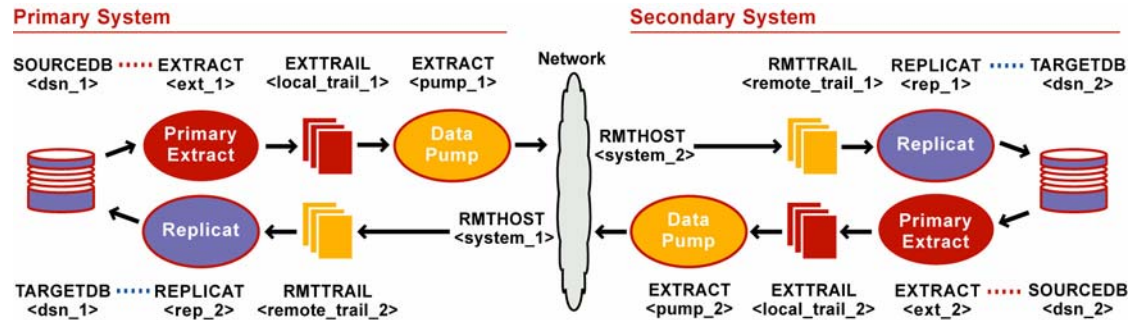 Primary System
Secondary System
SOURCEDB
<dsn_1>
EXTRACT
<ext_1>
EXTTRAIL
<local_trail_1>
EXTRACT
<pump_1>
Network
RMTTRAIL
<remote_trail_1>
REPLICAT
<rep_1>
TARGETDB
<dsn_2>
Primary
Extract
Data
Pump
RMTHOST
<system_2>
Replicat
Replicat
RMTHOST
<system_1>
Data
Pump
Primary
Extract
TARGETDB
<dsn_1>
REPLICAT
<rep_2>
RMTTRAIL
<remote_trail_2>
EXTRACT
<pump_2>
EXTTRAIL
<local_trail_2>
EXTRACT
<ext_2>
SOURCEDB
<dsn_2>